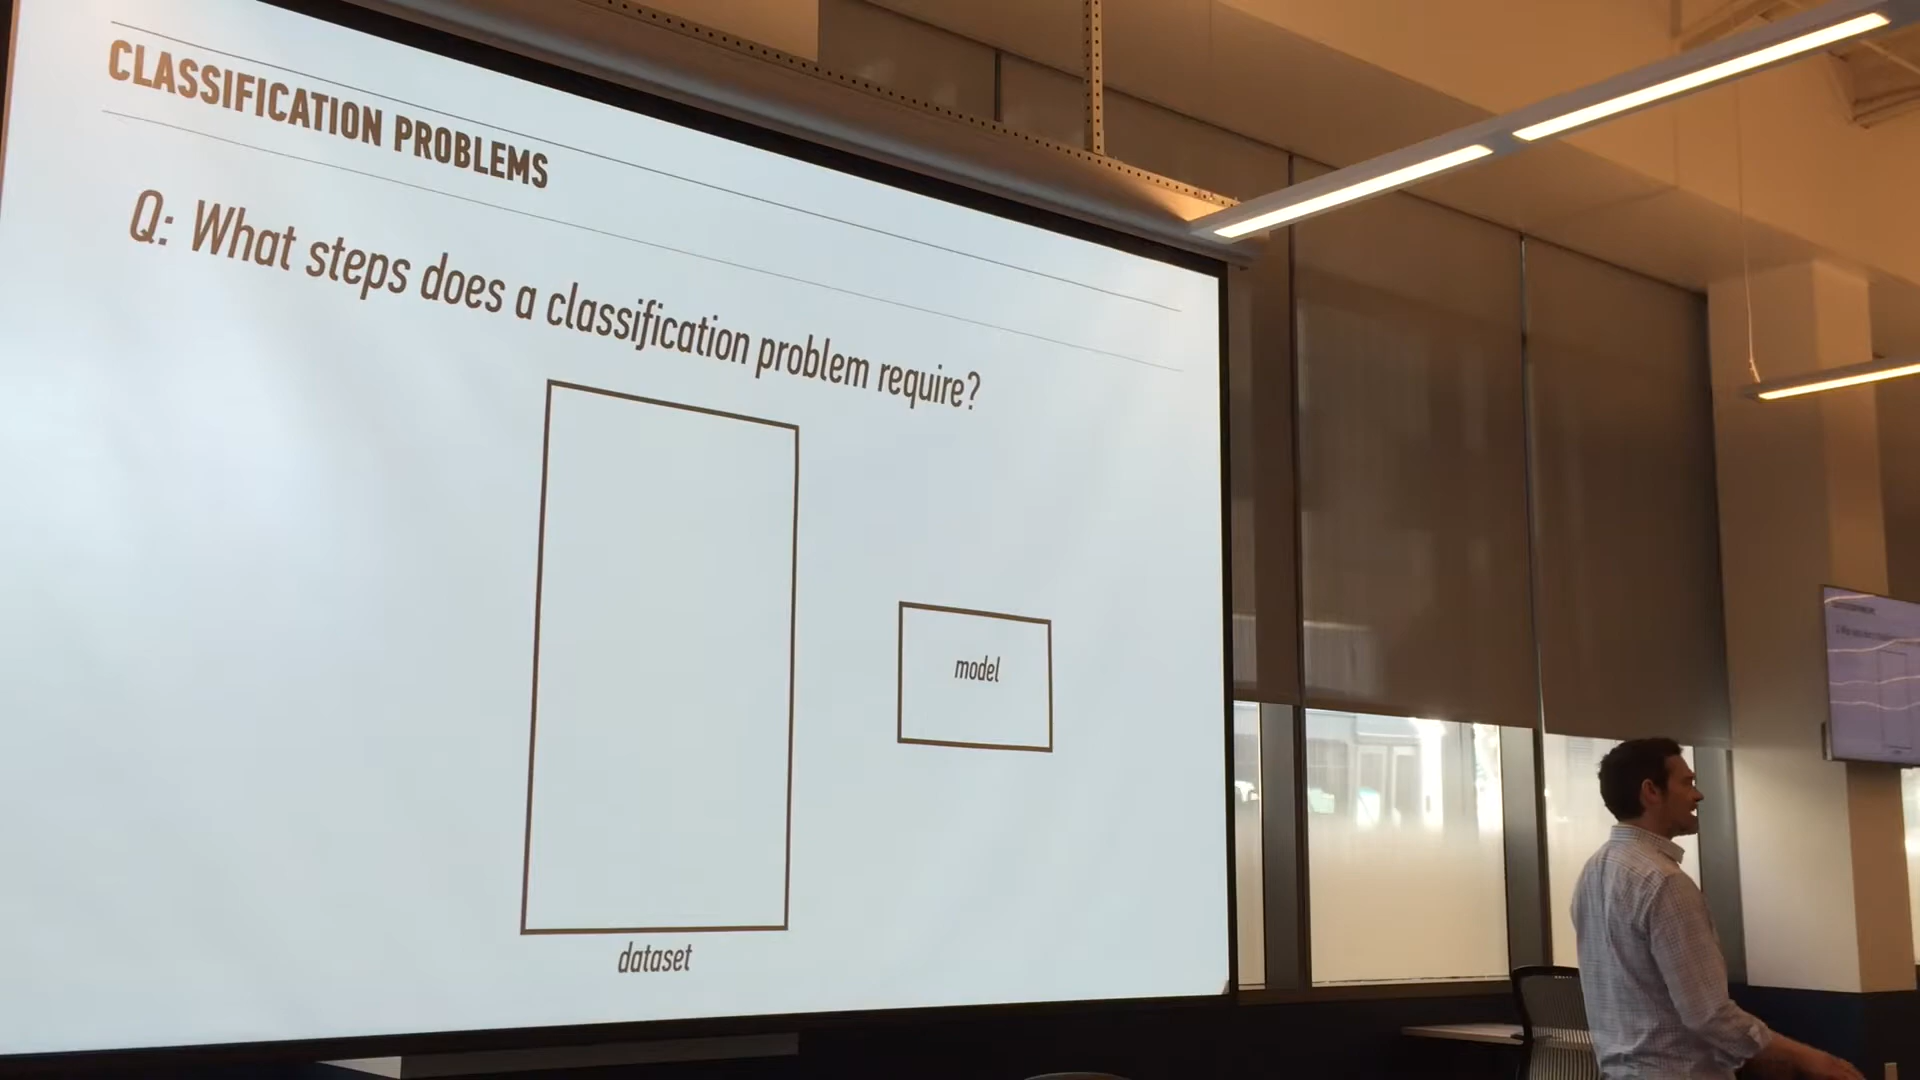 CLASSIFICATION PROBLEMS
Q: What steps does a classification problem require?
model
dataset